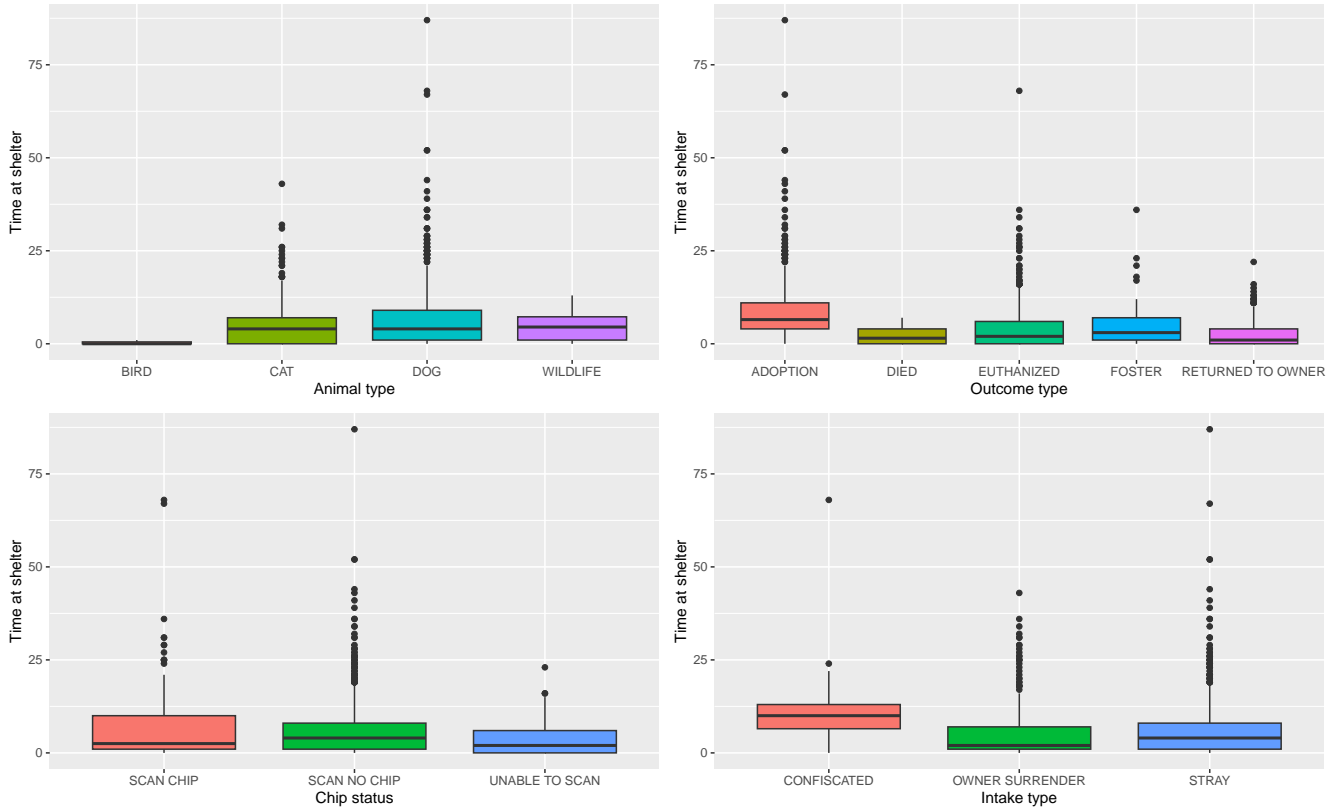 Time at shelter
75
50
25
0
BIRD CAT DOG WILDLIFE
Animal type
Time at shelter
75
50
25
0
ADOPTION DIED EUTHANIZED FOSTER RETURNED TO OWNER
Outcome type
Time at shelter
75
50
25
0
SCAN CHIP SCAN NO CHIP UNABLE TO SCAN
Chip status
Time at shelter
75
50
25
0
CONFISCATED OWNER SURRENDER STRAY
Intake type